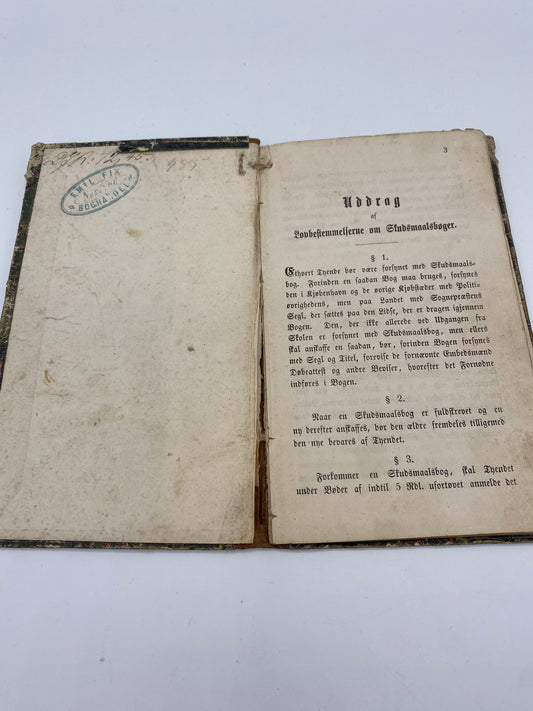 EMIL FIX
BOGHANDEL
3
Uddrag
af
Lovbestemmelserne om Skudsmaalsbøger.
§ 1.
Ethvert Tyende bør være forsynet med Skudsmaals-
bog. Forinden en saadan Bog maa bruges, forsynes
den i Kjøbenhavn og de øvrige Kjøbstæder med Politi-
øvrighedens, men paa Landet med Sognepræstens
Segl, der sættes paa den Lidse, der er dragen igjennem
Bogen. Den, der ikke allerede ved Udgangen fra
Skolen er forsynet med Skudsmaalsbog, men ellers
skal anskaffe en saadan, bør, forinden Bogen forsynes
med Segl og Titel, forevise de fornævnte Embedsmænd
Døbeattest og andre Beviser, hvorefter det Fornødne
indføres i Bogen.
§ 2.
Naar en Skudsmaalsbog er fuldskrevet og en
ny derefter anskaffes, bør den ældre fremdeles tilligemed
den nye bevares af Tyendet.
§ 3.
Forkommer en Skudsmaalsbog, skal Tyendet
under Bøder af indtil 5 Rdl. ufortøvet anmelde det